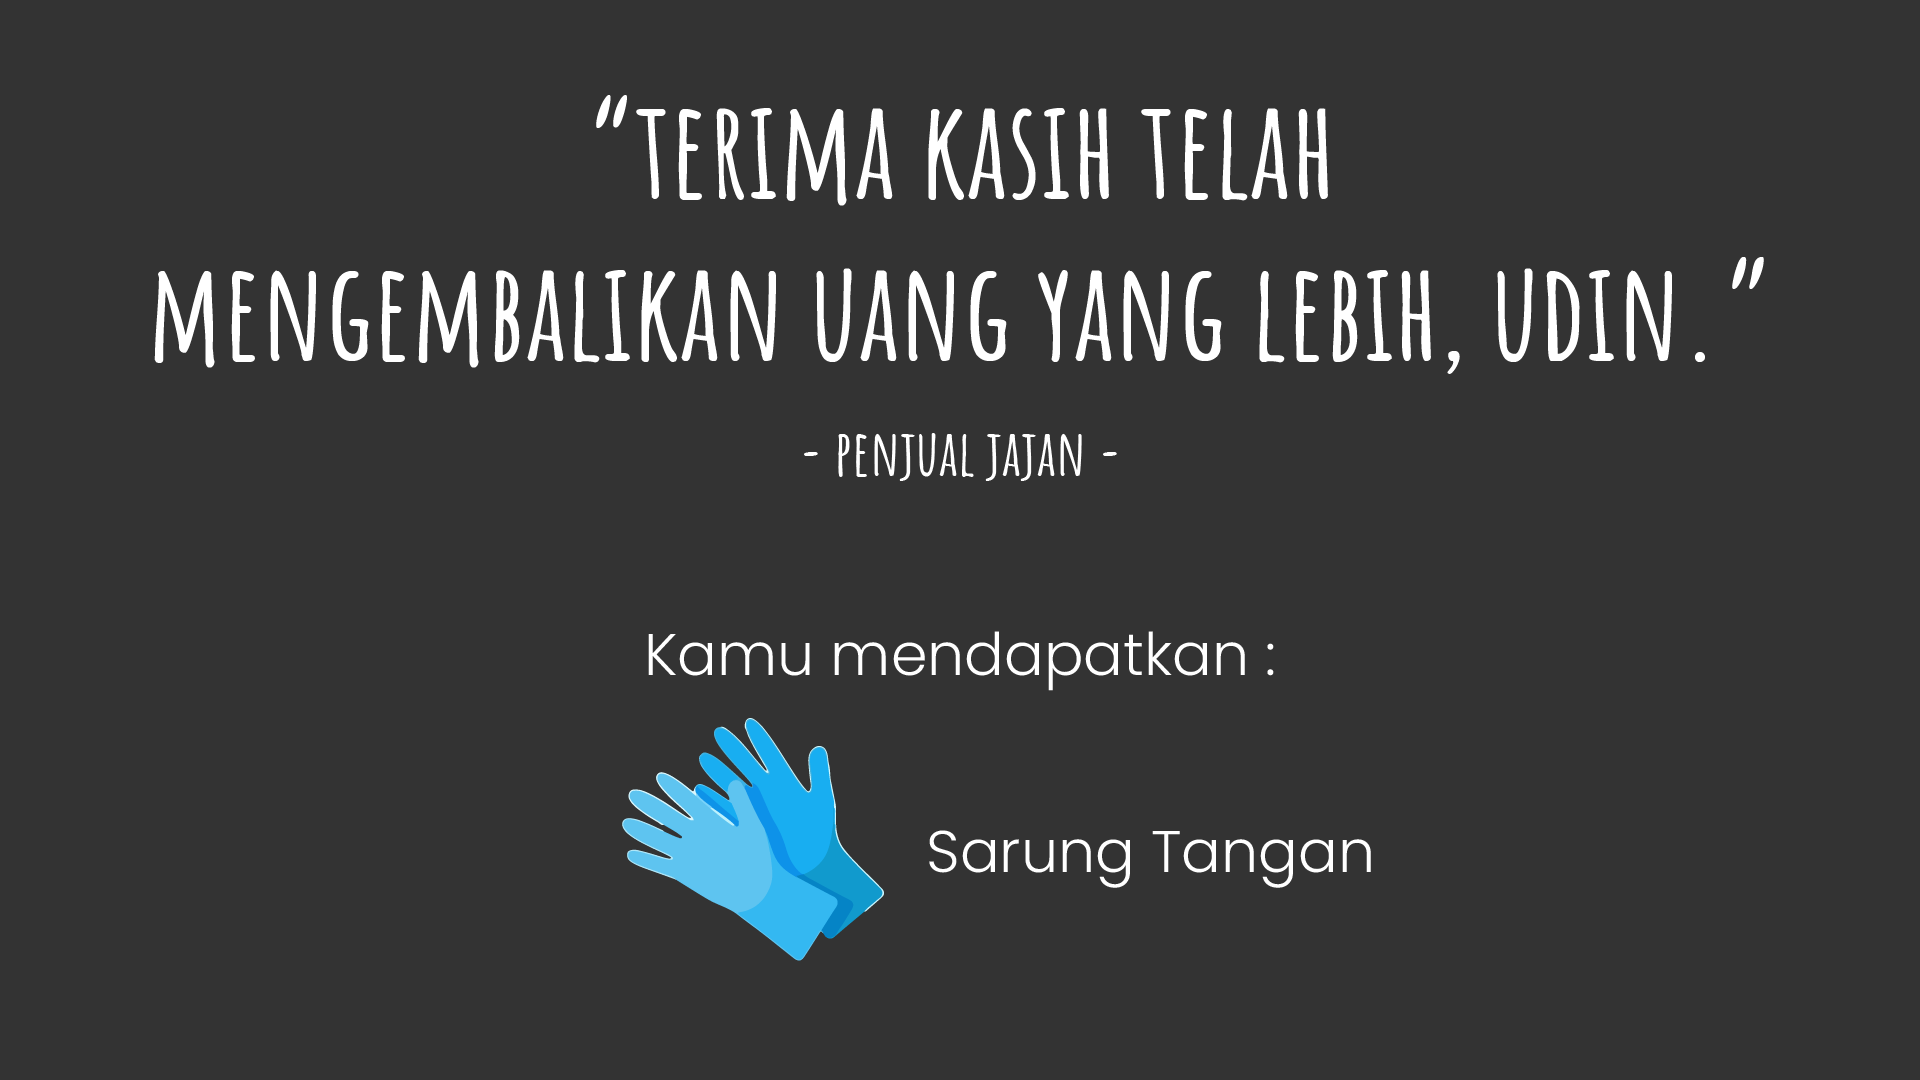 "TERIMA KASIH TELAH
MENGEMBALIKAN UANG YANG LEBIH, UDIN."
- PENJUAL JAJAN -
Kamu mendapatkan :
Sarung Tangan